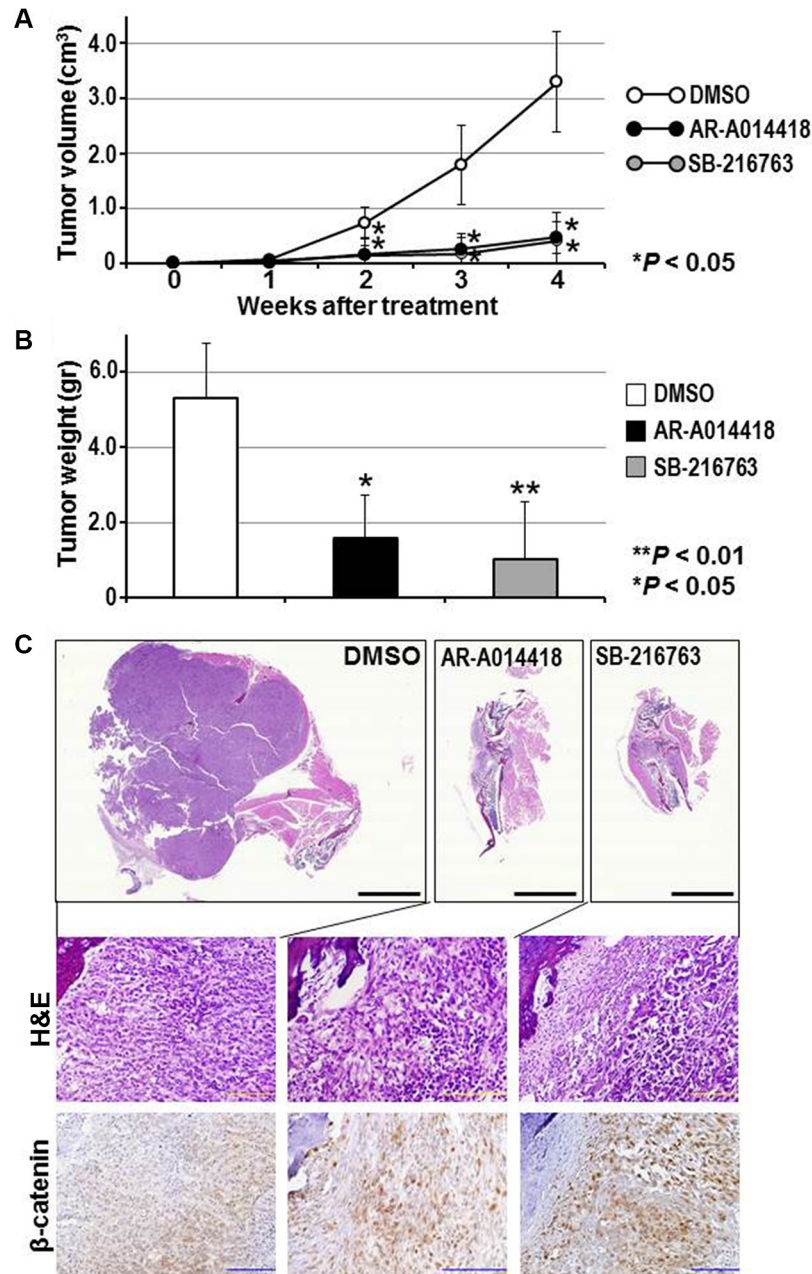 A
Tumor volume (cm³)
4.0
3.0
2.0
1.0
0
0 1 2 3 4
Weeks after treatment
* * * * * *
DMSO
AR-A014418
SB-216763
*P < 0.05
B
Tumor weight (gr)
6.0
4.0
2.0
0
* **
DMSO
AR-A014418
SB-216763
**P < 0.01
*P < 0.05
C
DMSO AR-A014418 SB-216763
H&E
β-catenin